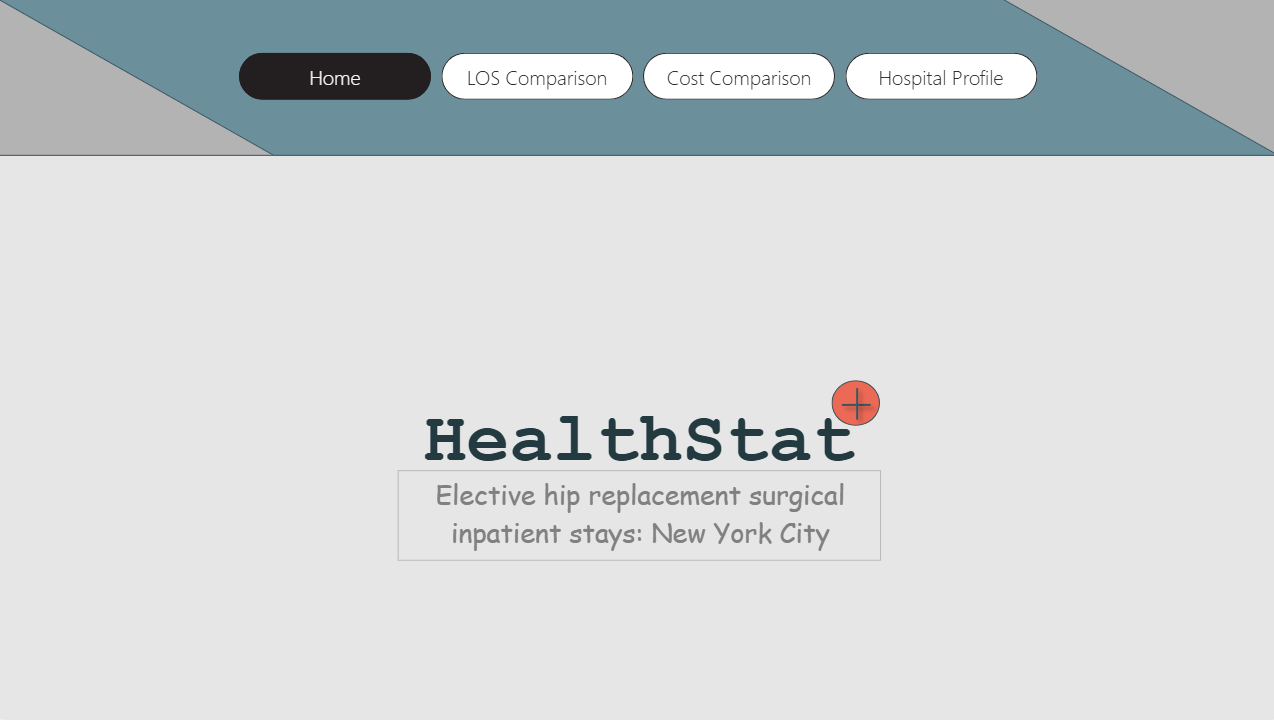 Home
LOS Comparison
Cost Comparison
Hospital Profile
HealthStat
Elective hip replacement surgical
inpatient stays: New York City